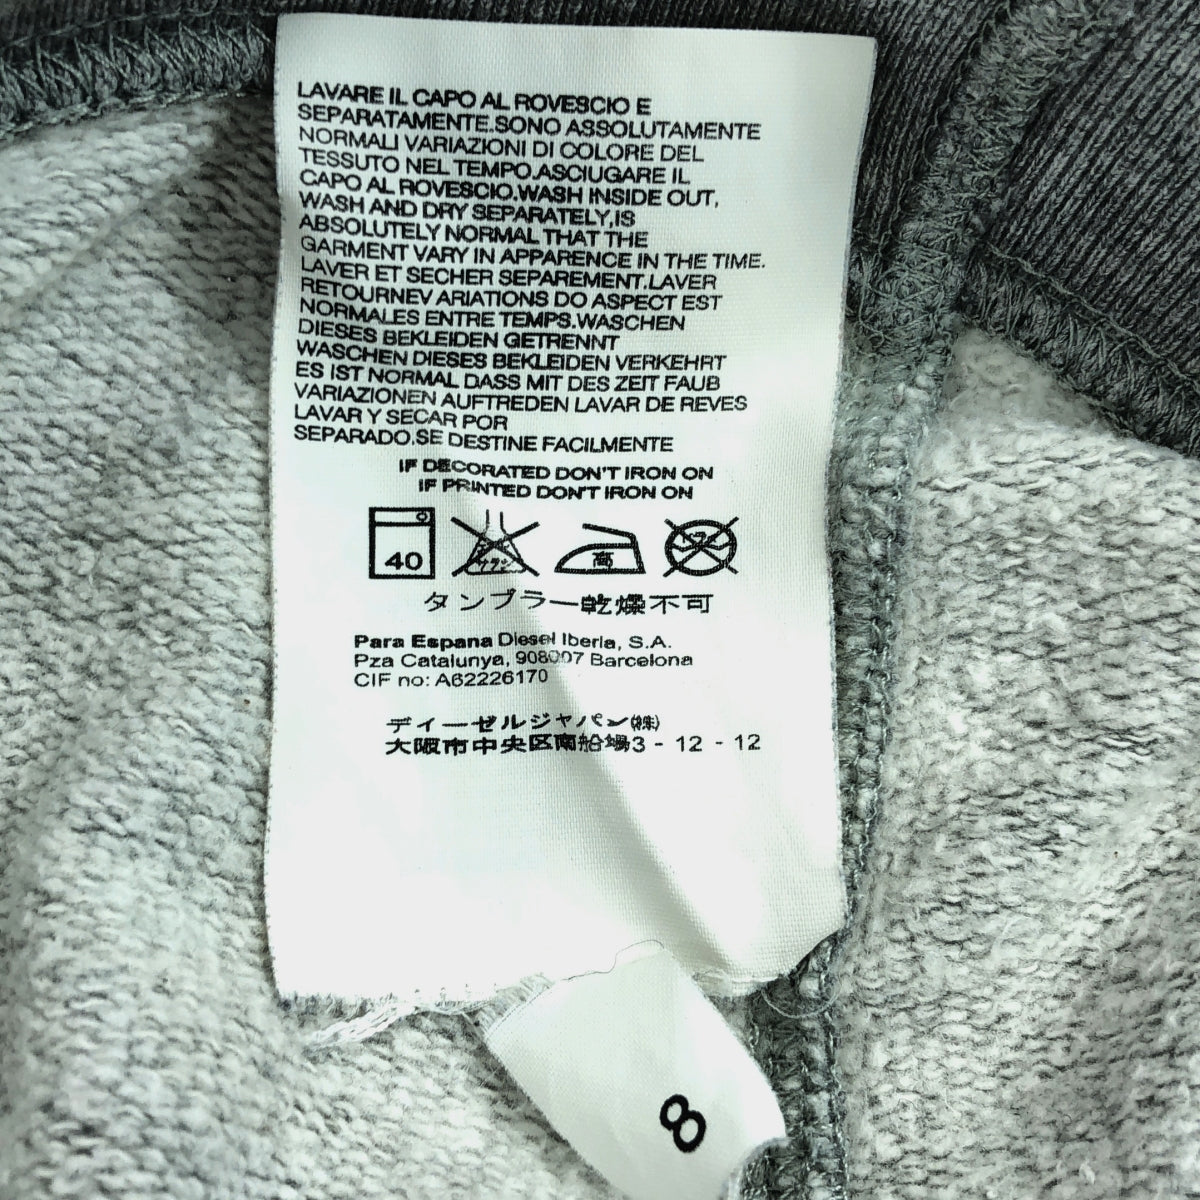 LAVARE IL CAPO AL ROVESCIO E
SEPARATAMENTE.SONO ASSOLUTAMENTE
NORMALI VARIAZIONI DI COLORE DEL
TESSUTO NEL TEMPO.ASCIUGARE IL
CAPO AL ROVESCIO.WASH INSIDE OUT,
WASH AND DRY SEPARATELY,IS
ABSOLUTELY NORMAL THAT THE
GARMENT VARY IN APPARENCE IN THE TIME.
LAVER ET SECHER SEPAREMENT.LAVER
RETOURNEV ARIATIONS DO ASPECT EST
NORMALES ENTRE TEMPS.WASCHEN
DIESES BEKLEIDEN GETRENNT
WASCHEN DIESES BEKLEIDEN VERKEHRT
ES IST NORMAL DASS MIT DES ZEIT FAUB
VARIAZIONEN AUFTREDEN LAVAR DE REVES
LAVAR Y SECAR POR
SEPARADO.SE DESTINE FACILMENTE
IF DECORATED DON'T IRON ON
IF PRINTED DON'T IRON ON
40 高
タンブラー乾燥不可
Para Espana Diesel Iberia, S.A.
Pza Catalunya, 908007 Barcelona
CIF no: A62226170
ディーゼルジャパン(株)
大阪市中央区南船場3 - 12 - 12
8